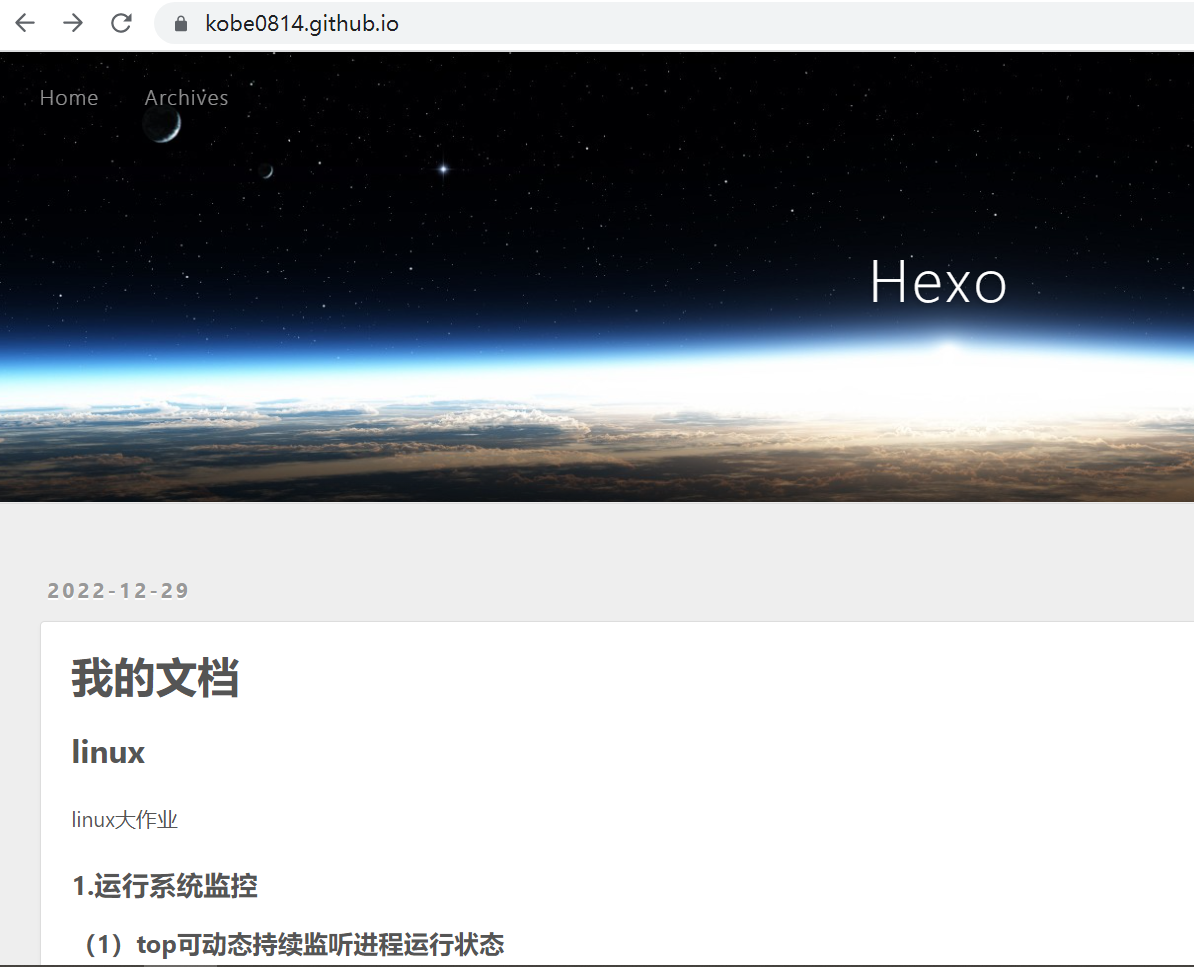 kobe0814.github.io
Home Archives
Hexo
2022-12-29
我的文档
linux
linux大作业
1.运行系统监控
（1）top可动态持续监听进程运行状态